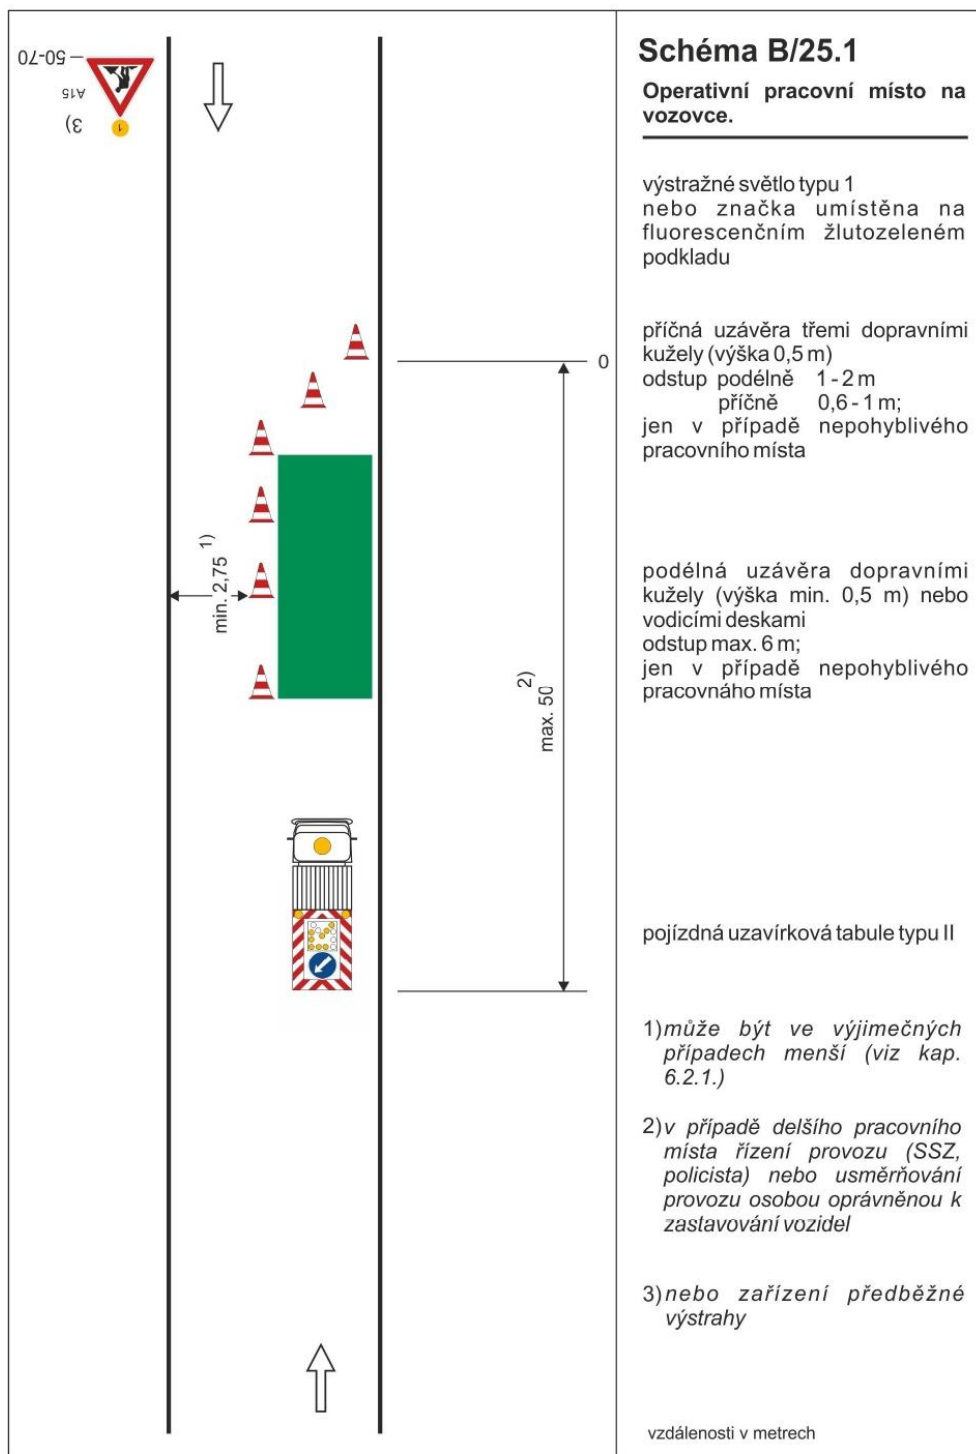 50-70
A15
3)
1
min. 2,75 1)
max. 50 2)
0
Schéma B/25.1
Operativní pracovní místo na
vozovce.
výstražné světlo typu 1
nebo značka umístěna na
fluorescenčním žlutozeleném
podkladu
příčná uzávěra třemi dopravními
kužely (výška 0,5 m)
odstup podélně 1 - 2 m
příčně 0,6 - 1 m;
jen v případě nepohyblivého
pracovního místa
podélná uzávěra dopravními
kužely (výška min. 0,5 m) nebo
vodicími deskami
odstup max. 6 m;
jen v případě nepohyblivého
pracovnáho místa
pojízdná uzavírková tabule typu II
1) může být ve výjimečných
případech menší (viz kap.
6.2.1.)
2) v případě delšího pracovního
místa řízení provozu (SSZ,
policista) nebo usměrňování
provozu osobou oprávněnou k
zastavování vozidel
3) nebo zařízení předběžné
výstrahy
vzdálenosti v metrech